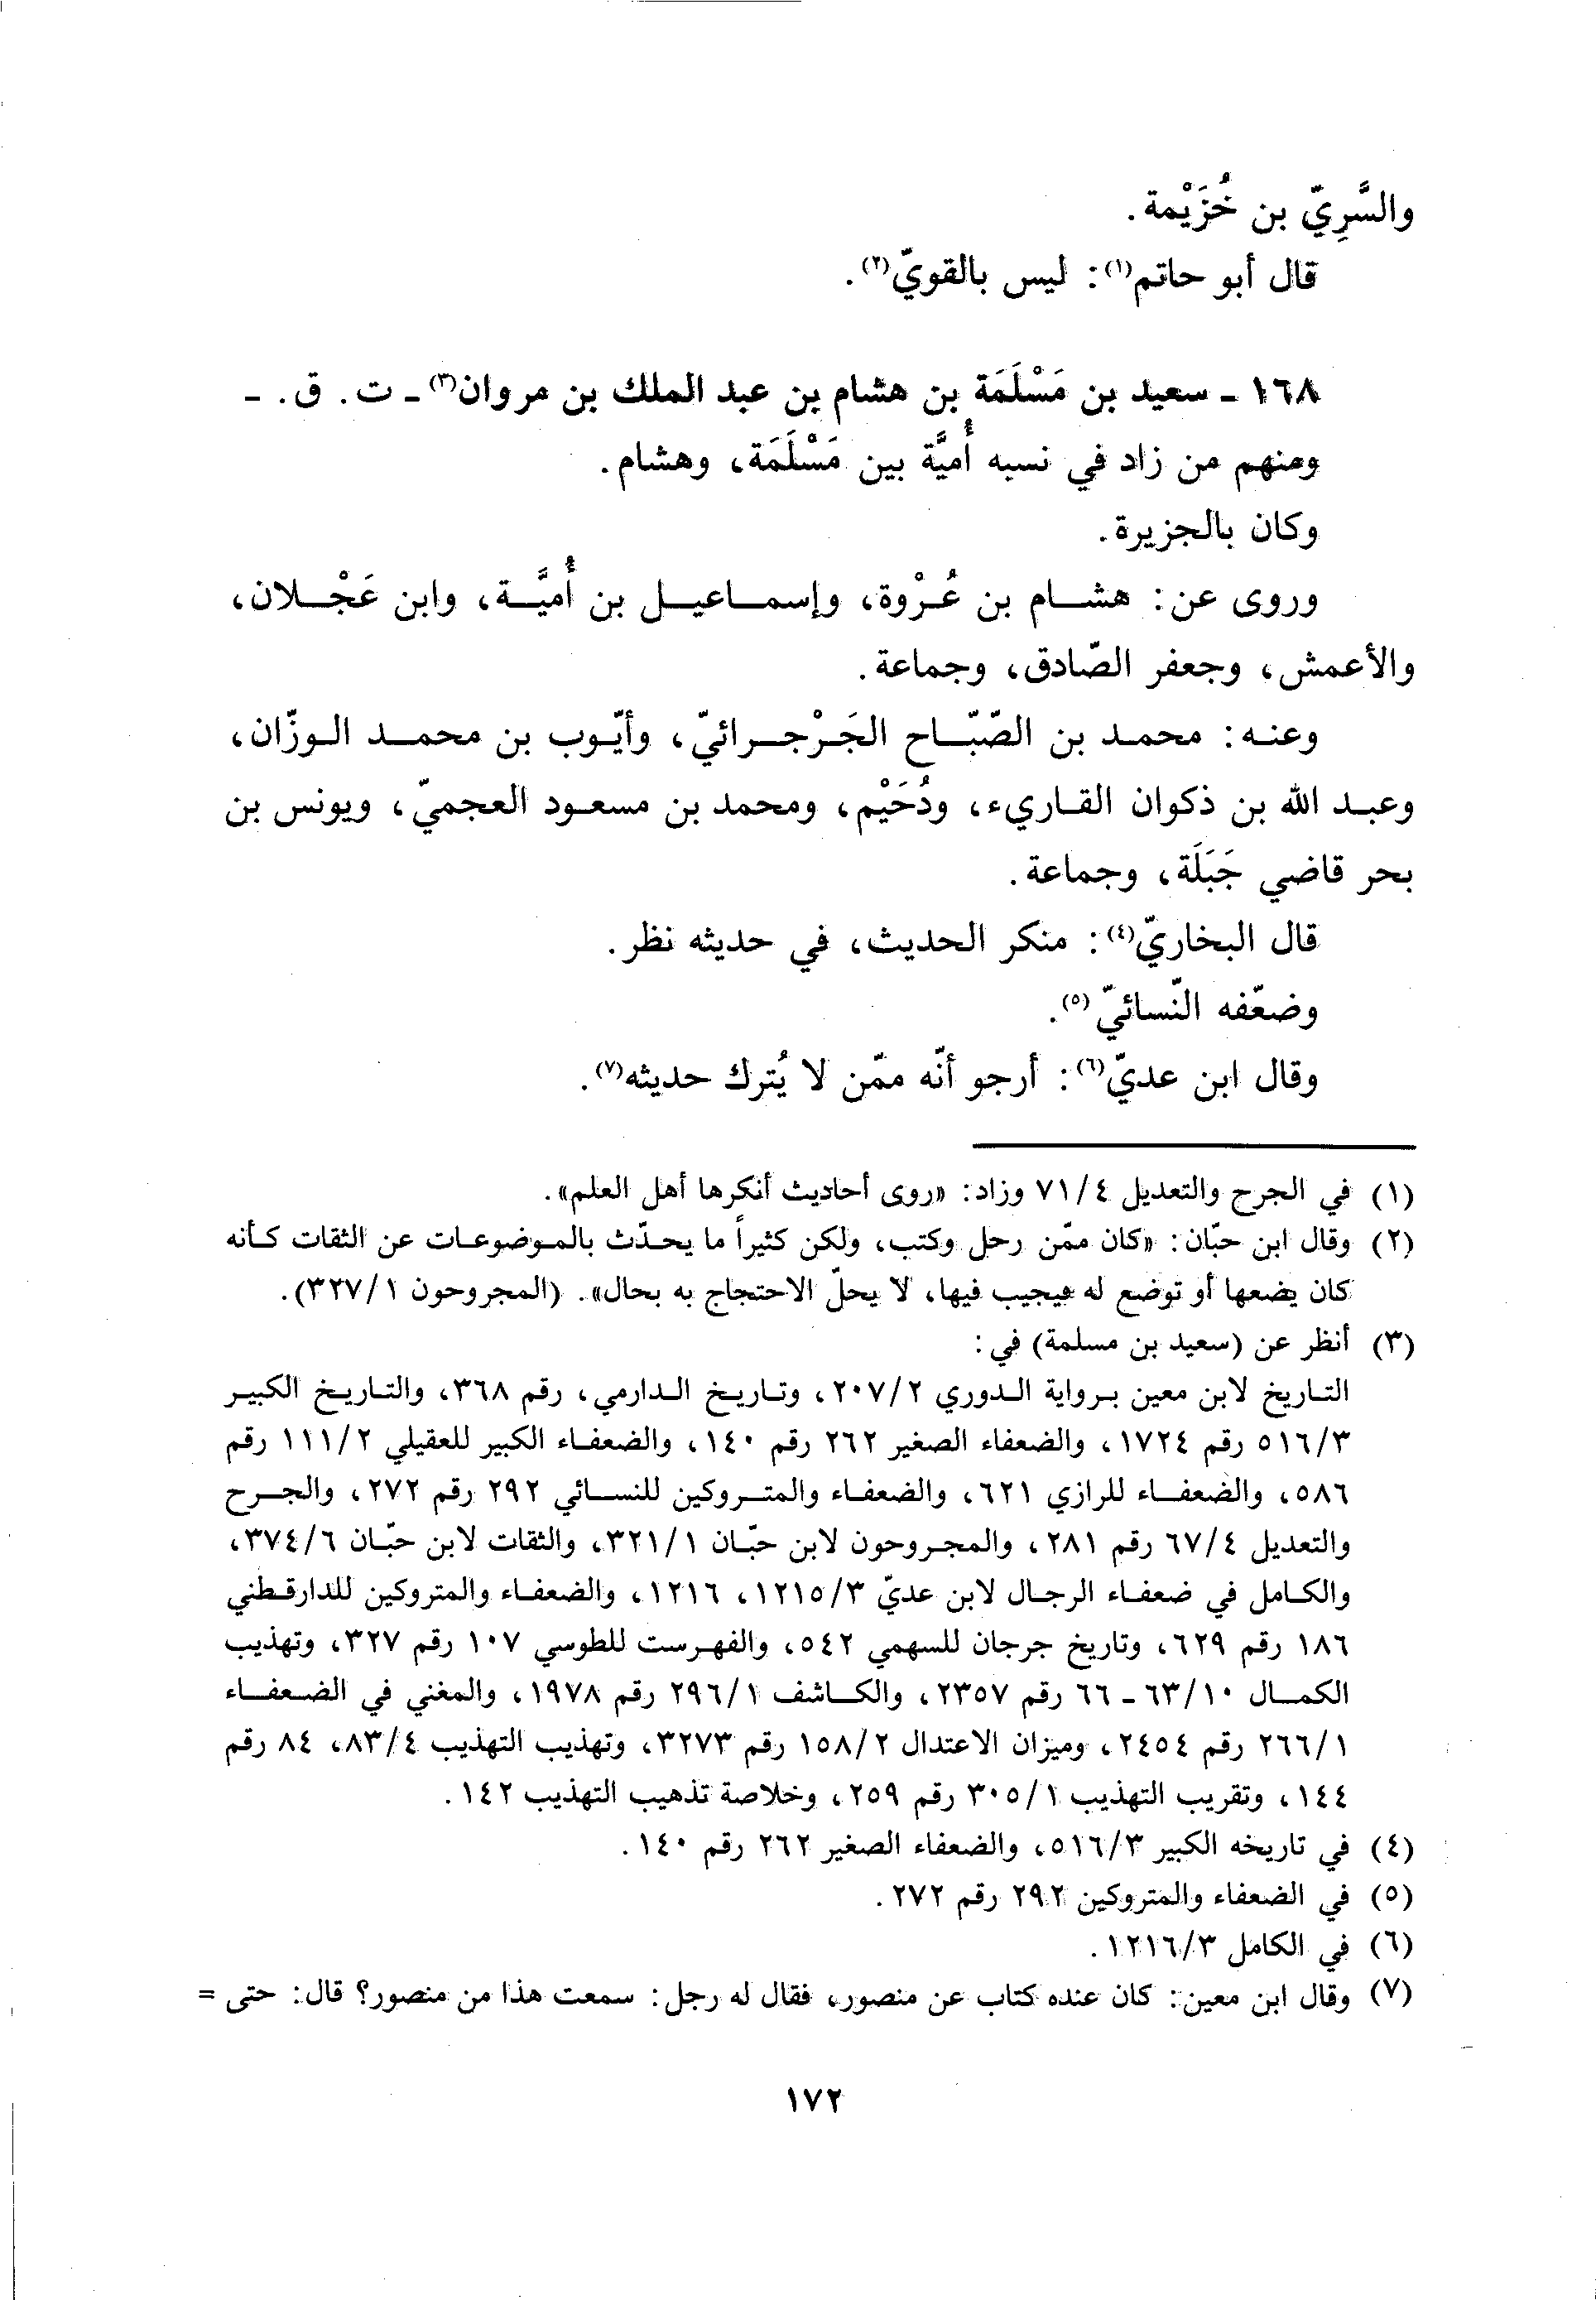 والسَّرِيّ بن خُزَيْمة.
قال أبو حاتم(١): ليس بالقويّ(٢).
١٦٨ ـ سعيد بن مَسْلَمَة بن هشام بن عبد الملك بن مروان(٣) ـ ت. ق. ـ
ومنهم من زاد في نسبه أُميَّة بين مَسْلَمَة، وهشام.
وكان بالجزيرة.
وروى عن: هشام بن عُرْوة، وإسماعيل بن أُميَّة، وابن عَجْلان،
والأعمش، وجعفر الصّادق، وجماعة.
وعنه: محمد بن الصّبّاح الجَرْجرائيّ، وأيّوب بن محمد الوزّان،
وعبد الله بن ذكوان القاريء، ودُحَيْم، ومحمد بن مسعود العجميّ، ويونس بن
بحر قاضي جَبَلَة، وجماعة.
قال البخاريّ(٤): منكر الحديث، في حديثه نظر.
وضعّفه النّسائيّ(٥).
وقال ابن عديّ(٦): أرجو أنّه ممّن لا يُترك حديثه(٧).
(١) في الجرح والتعديل ٤/٧١ وزاد: «روى أحاديث أنكرها أهل العلم».
(٢) وقال ابن حبّان: «كان ممّن رحل وكتب، ولكن كثيراً ما يحدّث بالموضوعات عن الثقات كأنه
كان يضعها أو توضع له فيجيب فيها، لا يحلّ الاحتجاج به بحال». (المجروحون ١/٣٢٧).
(٣) أنظر عن (سعيد بن مسلمة) في:
التاريخ لابن معين برواية الدوري ٢/٢٠٧، وتاريخ الدارمي، رقم ٣٦٨، والتاريخ الكبير
٣/٥١٦ رقم ١٧٢٤، والضعفاء الصغير ٢٦٢ رقم ١٤٠، والضعفاء الكبير للعقيلي ٢/١١١ رقم
٥٨٦، والضعفاء للرازي ٦٢١، والضعفاء والمتروكين للنسائي ٢٩٢ رقم ٢٧٢، والجرح
والتعديل ٤/٦٧ رقم ٢٨١، والمجروحون لابن حبّان ١/٣٢١، والثقات لابن حبّان ٦/٣٧٤،
والكامل في ضعفاء الرجال لابن عديّ ٣/١٢١٥، ١٢١٦، والضعفاء والمتروكين للدارقطني
١٨٦ رقم ٦٢٩، وتاريخ جرجان للسهمي ٥٤٢، والفهرست للطوسي ١٠٧ رقم ٣٢٧، وتهذيب
الكمال ١٠/٦٣ ـ ٦٦ رقم ٢٣٥٧، والكاشف ١/٢٩٦ رقم ١٩٧٨، والمغني في الضعفاء
١/٢٦٦ رقم ٢٤٥٤، وميزان الاعتدال ٢/١٥٨ رقم ٣٢٧٣، وتهذيب التهذيب ٤/٨٣، ٨٤ رقم
١٤٤، وتقريب التهذيب ١/٣٠٥ رقم ٢٥٩، وخلاصة تذهيب التهذيب ١٤٢.
(٤) في تاريخه الكبير ٣/٥١٦، والضعفاء الصغير ٢٦٢ رقم ١٤٠.
(٥) في الضعفاء والمتروكين ٢٩٢ رقم ٢٧٢.
(٦) في الكامل ٣/١٢١٦.
(٧) وقال ابن معين: كان عنده كتاب عن منصور، فقال له رجل: سمعت هذا من منصور؟ قال: حتى =
١٧٢